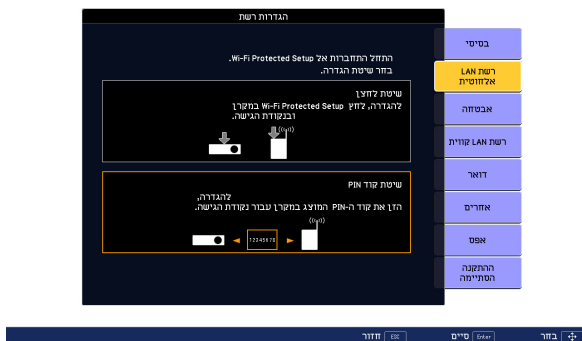 הגדרות רשת
התחל התחברות אל Wi-Fi Protected Setup.
בחר שיטת הגדרה.
שיטת לחצן
להגדרה, לחץ Wi-Fi Protected Setup במקרן
ובנקודת הגישה.
שיטת קוד PIN
להגדרה,
הזן את קוד ה-PIN המוצג במקרן עבור נקודת הגישה.
12345678
בסיסי
רשת LAN
אלחוטית
אבטחה
רשת LAN קווית
דואר
אחרים
אפס
ההתקנה
הסתיימה
בחר Enter סיים ESC חזור